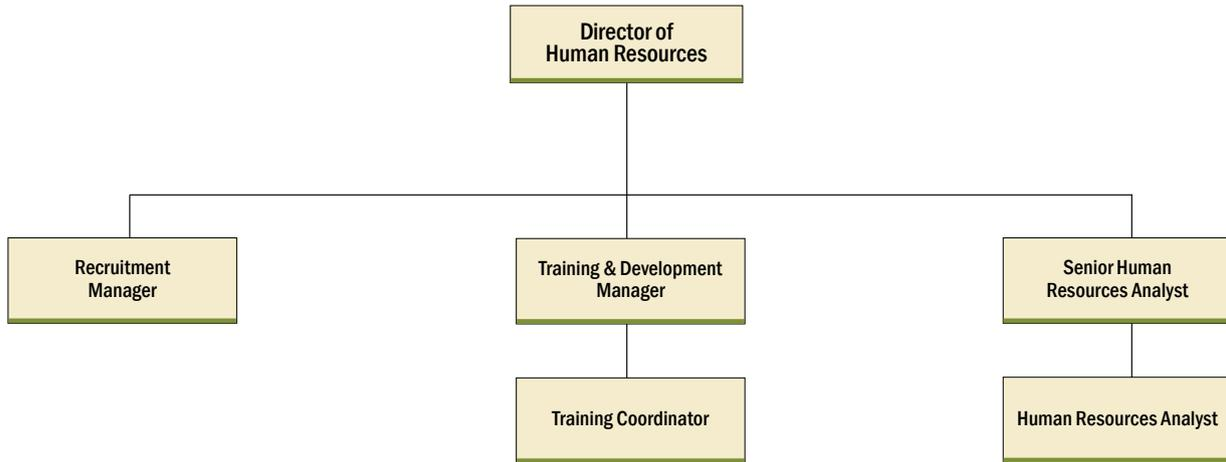 Director of
Human Resources
Recruitment
Manager
Training & Development
Manager
Senior Human
Resources Analyst
Training Coordinator
Human Resources Analyst